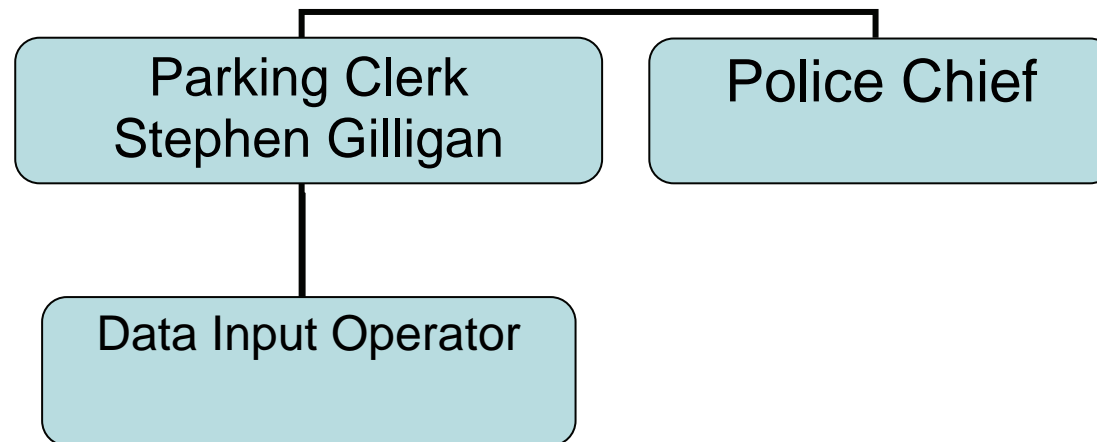 Parking Clerk
Stephen Gilligan
Police Chief
Data Input Operator